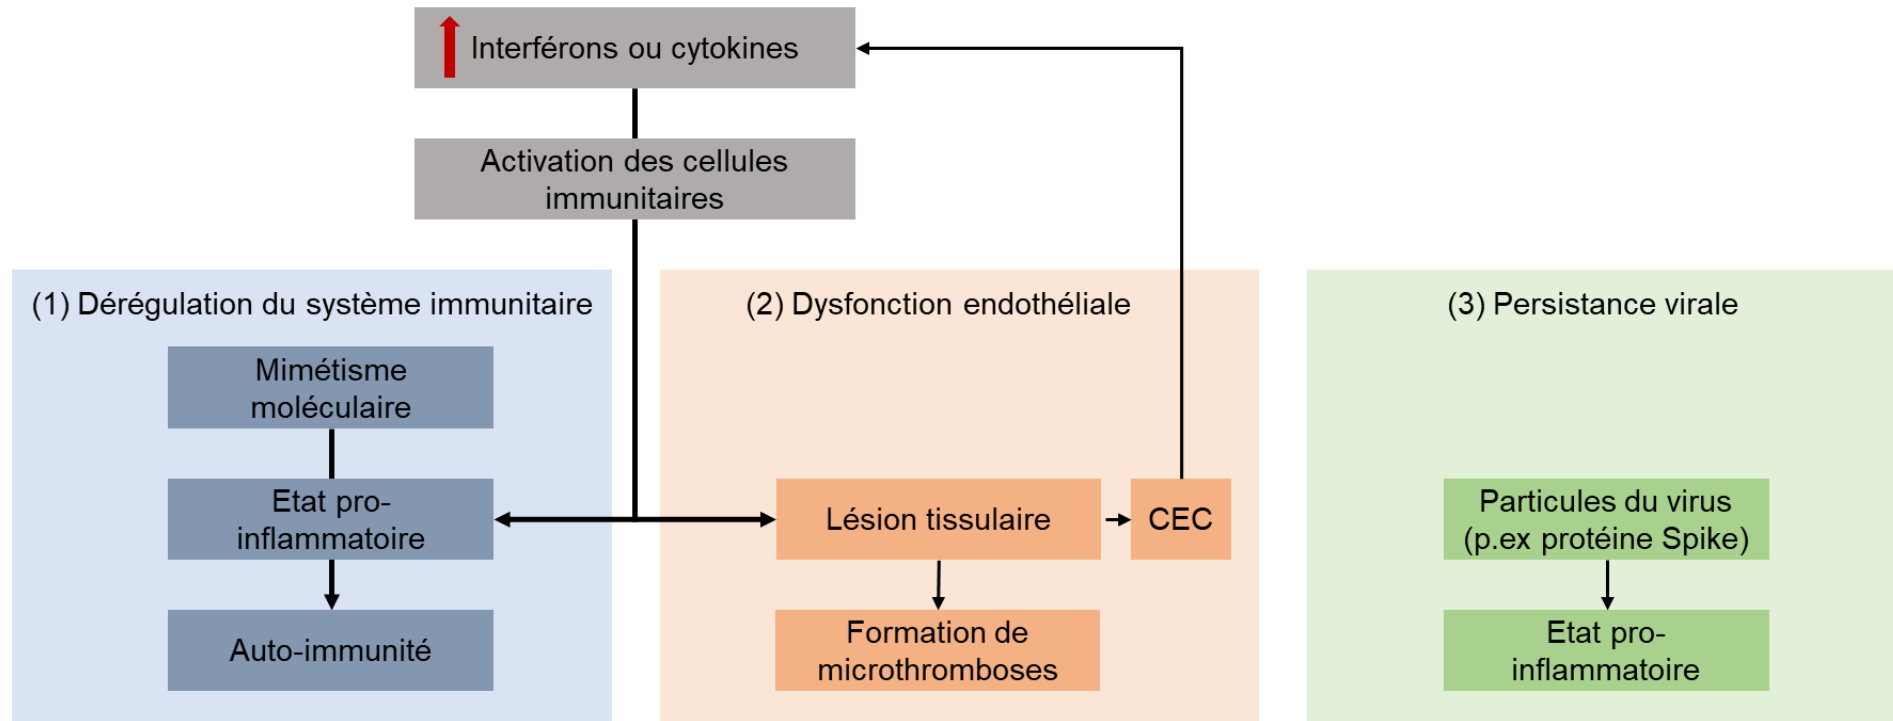 Interférons ou cytokines
Activation des cellules
immunitaires
(1) Dérégulation du système immunitaire
Mimétisme
moléculaire
Etat pro-
inflammatoire
Auto-immunité
(2) Dysfonction endothéliale
Lésion tissulaire
CEC
Formation de
microthromboses
(3) Persistance virale
Particules du virus
(p.ex protéine Spike)
Etat pro-
inflammatoire